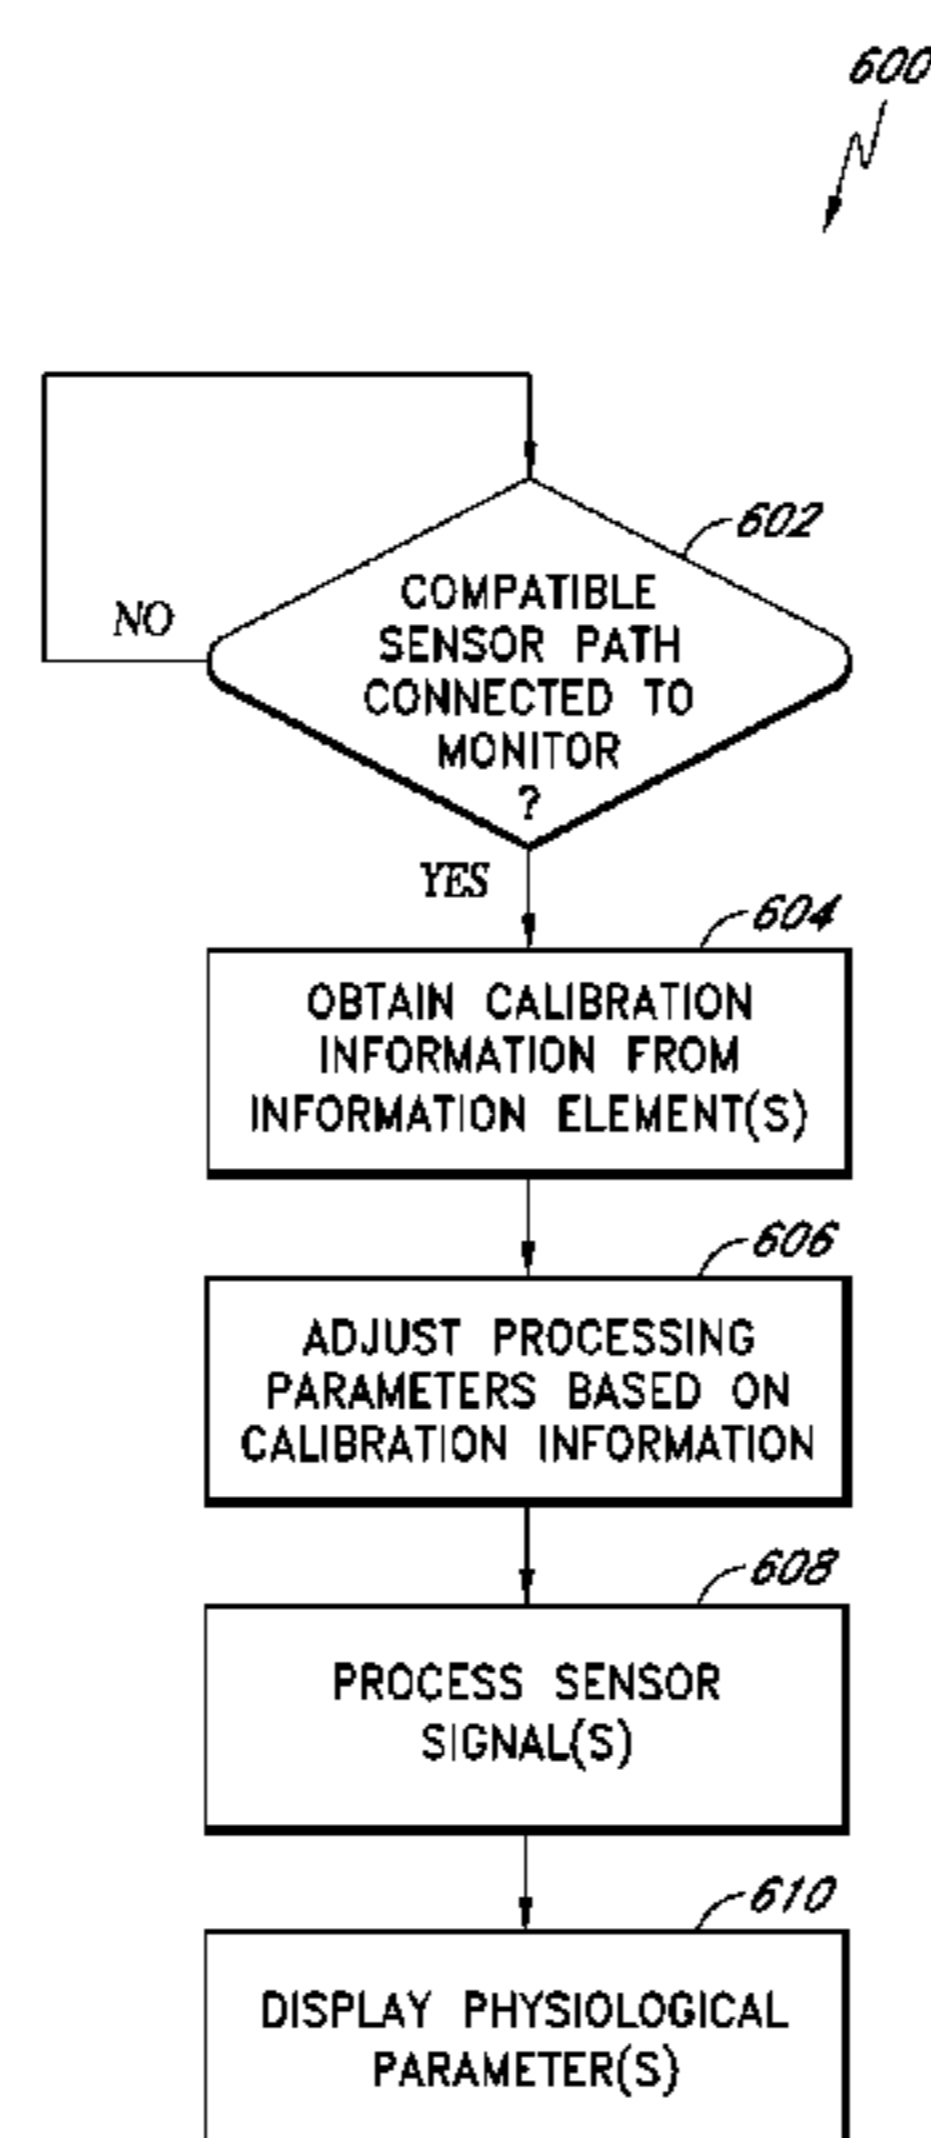 600
602
COMPATIBLE
SENSOR PATH
CONNECTED TO
MONITOR
?
NO
YES
604
OBTAIN CALIBRATION
INFORMATION FROM
INFORMATION ELEMENT(S)
606
ADJUST PROCESSING
PARAMETERS BASED ON
CALIBRATION INFORMATION
608
PROCESS SENSOR
SIGNAL(S)
610
DISPLAY PHYSIOLOGICAL
PARAMETER(S)